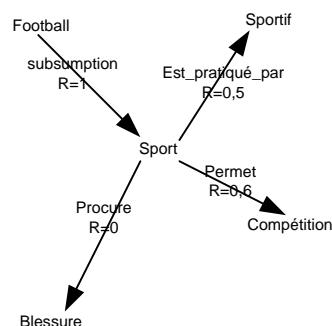 Football
Sportif
subsumption
R=1
Est_pratiqué_par
R=0,5
Sport
Permet
R=0,6
Procure
R=0
Compétition
Blessure